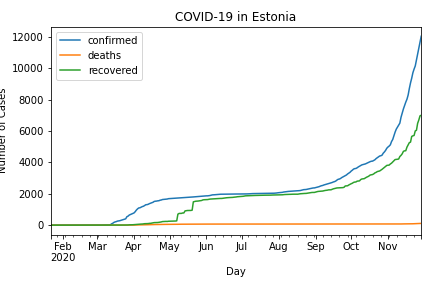 COVID-19 in Estonia
12000
10000
8000
6000
4000
2000
0
Number of Cases
confirmed
deaths
recovered
Feb Mar Apr May Jun Jul Aug Sep Oct Nov
2020
Day